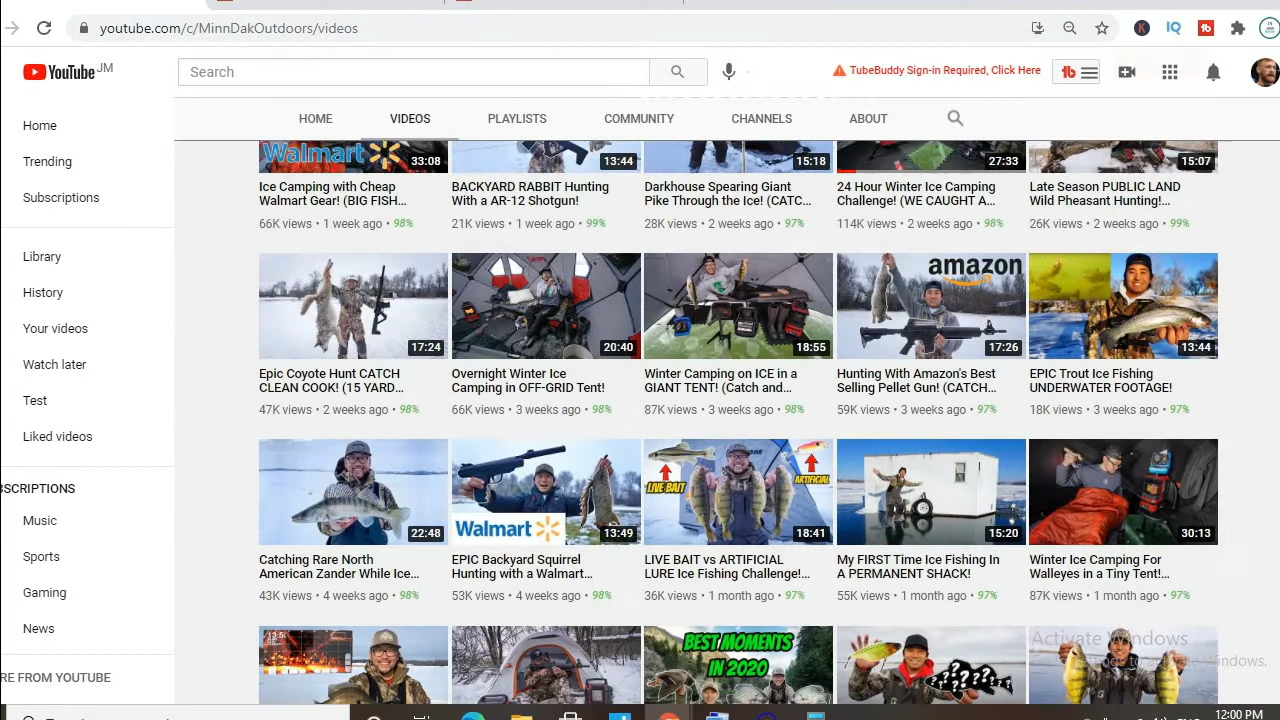 youtube.com/c/MinnDakOutdoors/videos
YouTube JM
Search
TubeBuddy Sign-in Required, Click Here
HOME VIDEOS PLAYLISTS COMMUNITY CHANNELS ABOUT
Home
Trending
Subscriptions
Library
History
Your videos
Watch later
Test
Liked videos
BSCRIPTIONS
Music
Sports
Gaming
News
RE FROM YOUTUBE
Walmart 33:08
13:44
15:18
27:33
15:07
Ice Camping with Cheap
Walmart Gear! (BIG FISH...
66K views • 1 week ago • 98%
BACKYARD RABBIT Hunting
With a AR-12 Shotgun!
21K views • 1 week ago • 99%
Darkhouse Spearing Giant
Pike Through the Ice! (CATC...
28K views • 2 weeks ago • 97%
24 Hour Winter Ice Camping
Challenge! (WE CAUGHT A...
114K views • 2 weeks ago • 98%
Late Season PUBLIC LAND
Wild Pheasant Hunting!...
26K views • 2 weeks ago • 99%
17:24
20:40
18:55
amazon
17:26
13:44
Epic Coyote Hunt CATCH
CLEAN COOK! (15 YARD...
47K views • 2 weeks ago • 98%
Overnight Winter Ice
Camping in OFF-GRID Tent!
66K views • 3 weeks ago • 98%
Winter Camping on ICE in a
GIANT TENT! (Catch and...
87K views • 3 weeks ago • 98%
Hunting With Amazon's Best
Selling Pellet Gun! (CATCH...
59K views • 3 weeks ago • 97%
EPIC Trout Ice Fishing
UNDERWATER FOOTAGE!
18K views • 3 weeks ago • 97%
22:48
Walmart 13:49
LIVE BAIT
ARTIFICIAL
18:41
15:20
30:13
Catching Rare North
American Zander While Ice...
43K views • 4 weeks ago • 98%
EPIC Backyard Squirrel
Hunting with a Walmart...
53K views • 4 weeks ago • 98%
LIVE BAIT vs ARTIFICIAL
LURE Ice Fishing Challenge!...
36K views • 1 month ago • 97%
My FIRST Time Ice Fishing In
A PERMANENT SHACK!
55K views • 1 month ago • 97%
Winter Ice Camping For
Walleyes in a Tiny Tent!...
87K views • 1 month ago • 97%
BEST MOMENTS
IN 2020
???????
Activate Windows
12:00 PM